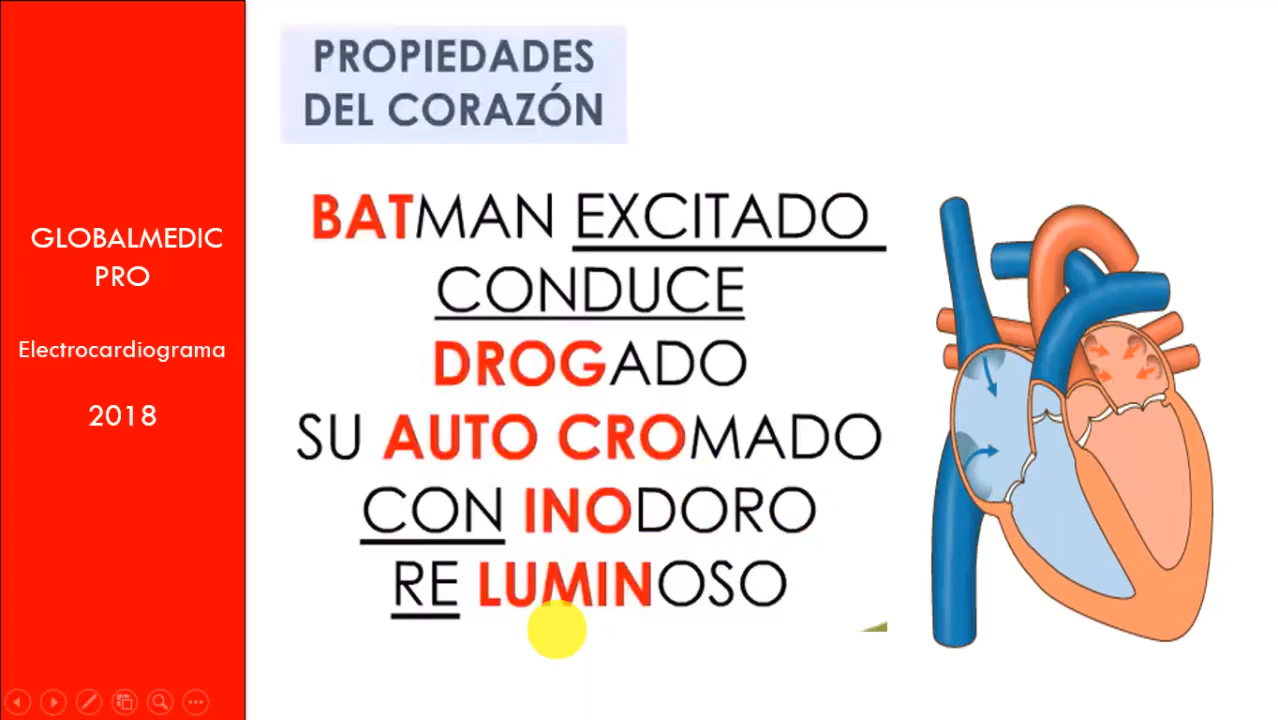 GLOBALMEDIC
PRO
Electrocardiograma
2018
PROPIEDADES
DEL CORAZÓN
BATMAN EXCITADO
CONDUCE
DROGADO
SU AUTO CROMADO
CON INODORO
RE LUMINOSO